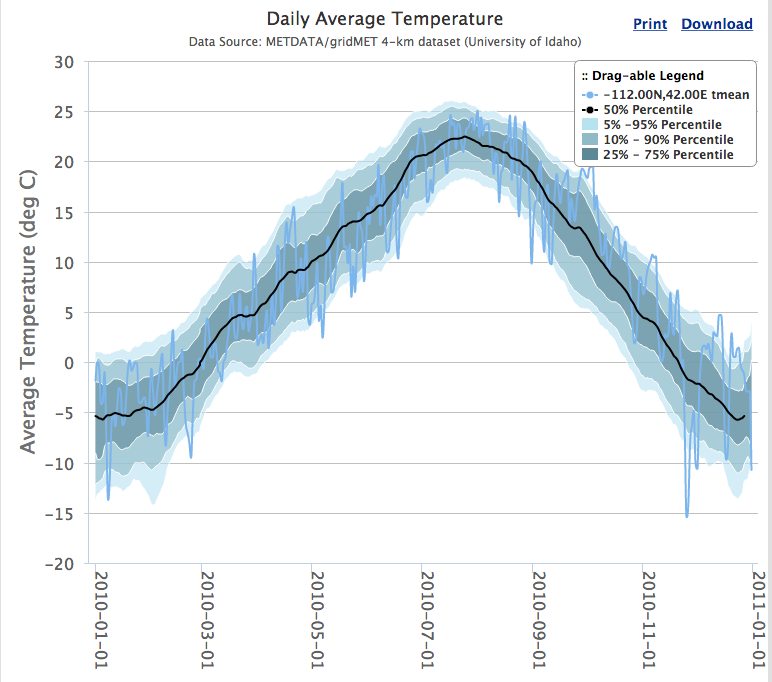 Daily Average Temperature
Print Download
Data Source: METDATA/gridMET 4-km dataset (University of Idaho)
:: Drag-able Legend
-112.00N,42.00E tmean
50% Percentile
5% -95% Percentile
10% - 90% Percentile
25% - 75% Percentile
Average Temperature (deg C)
30
25
20
15
10
5
0
-5
-10
-15
-20
2010-01-01
2010-03-01
2010-05-01
2010-07-01
2010-09-01
2010-11-01
2011-01-01